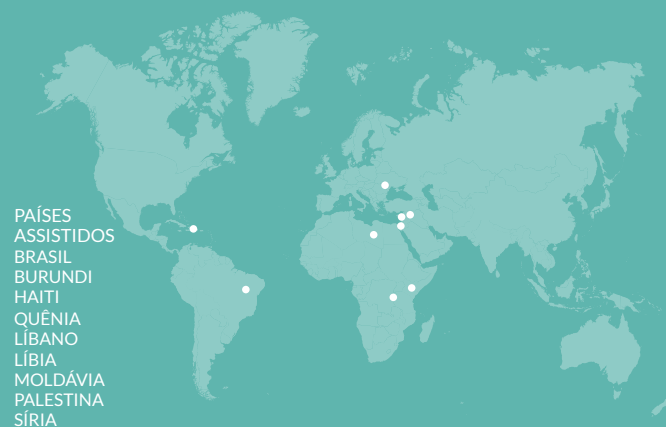 PAÍSES
ASSISTIDOS
BRASIL
BURUNDI
HAITI
QUÊNIA
LÍBANO
LÍBIA
MOLDÁVIA
PALESTINA
SÍRIA